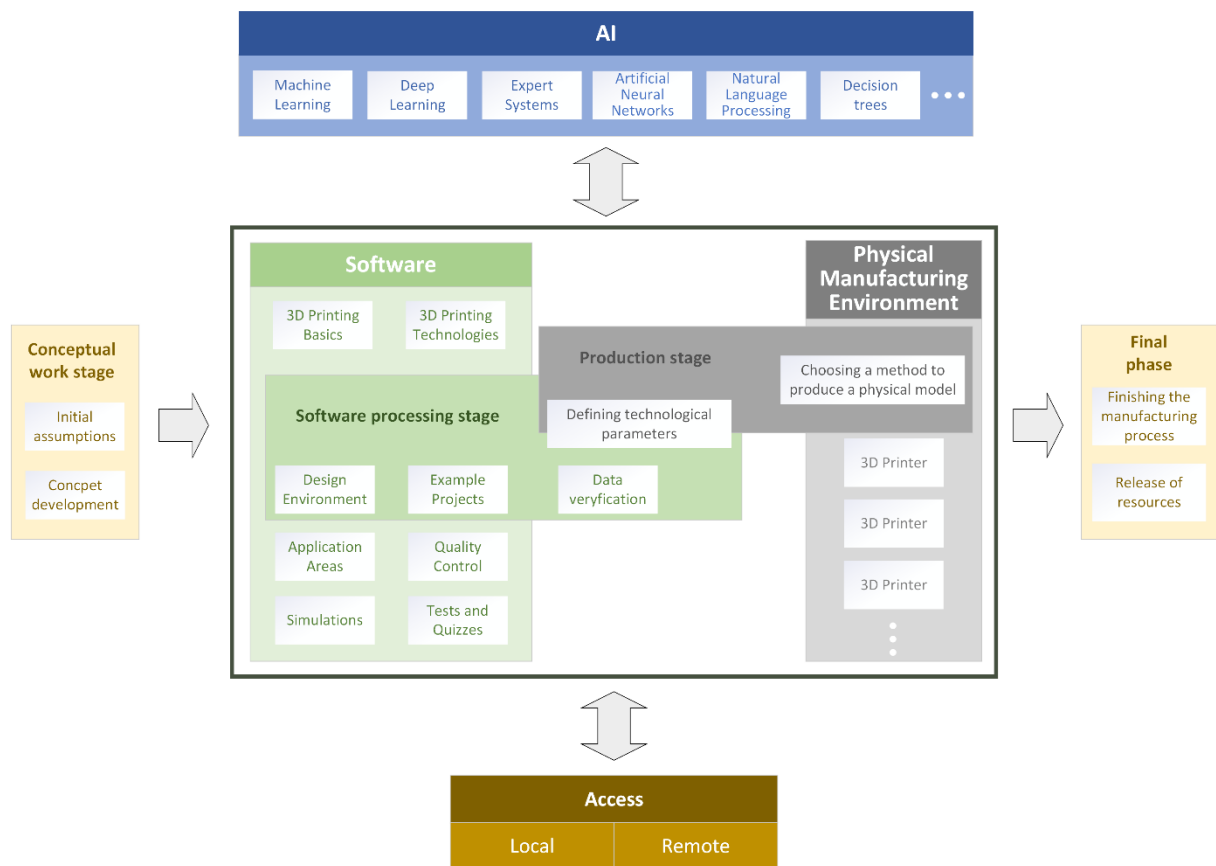 AI
Machine
Learning
Deep
Learning
Expert
Systems
Artificial
Neural
Networks
Natural
Language
Processing
Decision
trees
Conceptual
work stage
Initial
assumptions
Concpet
development
Software
3D Printing
Basics
3D Printing
Technologies
Software processing stage
Design
Environment
Example
Projects
Data
veryfication
Application
Areas
Quality
Control
Simulations
Tests and
Quizzes
Production stage
Defining technological
parameters
Choosing a method to
produce a physical model
Physical
Manufacturing
Environment
3D Printer
3D Printer
3D Printer
Final
phase
Finishing the
manufacturing
process
Release of
resources
Access
Local
Remote